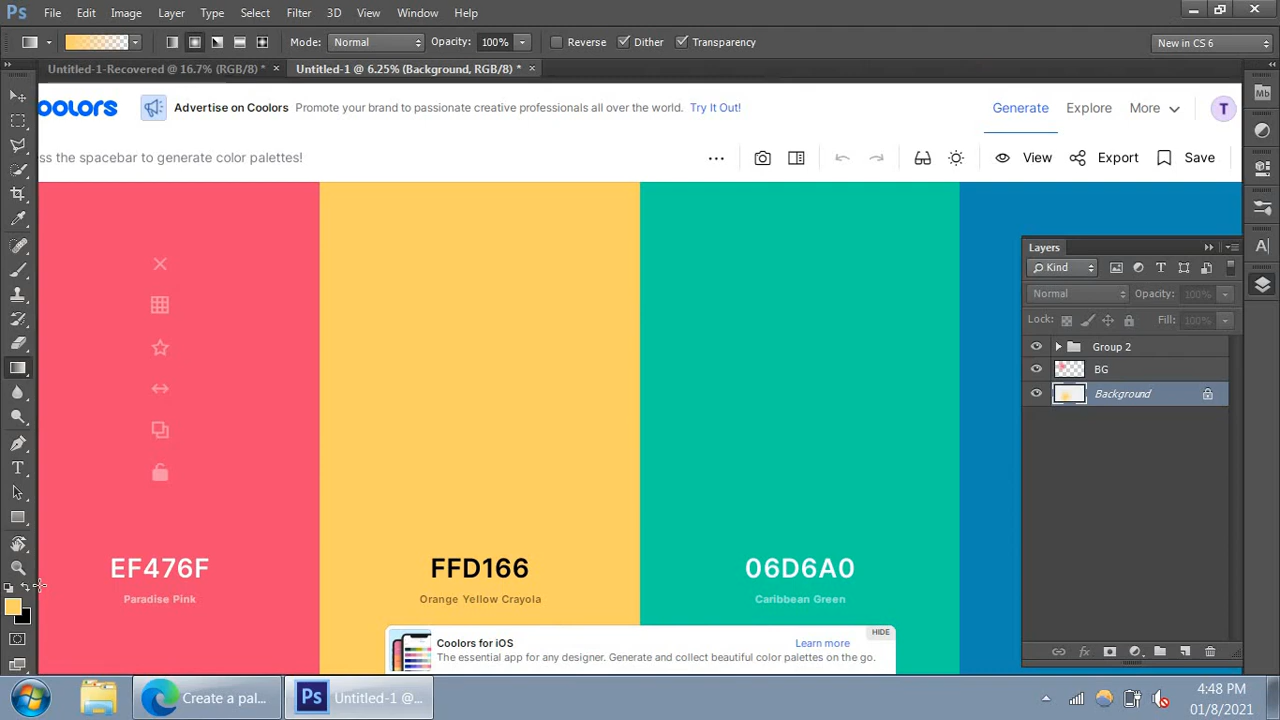 Ps File Edit Image Layer Type Select Filter 3D View Window Help
Mode: Normal Opacity: 100% Reverse Dither Transparency New in CS 6
Untitled-1-Recovered @ 16.7% (RGB/8) * × Untitled-1 @ 6.25% (Background, RGB/8) * ×
oolors Advertise on Coolors Promote your brand to passionate creative professionals all over the world. Try It Out! Generate Explore More T
ss the spacebar to generate color palettes! ... View Export Save
Layers
Kind
Normal Opacity: 100%
Lock: Fill: 100%
Group 2
BG
Background
EF476F FFD166 06D6A0
Paradise Pink Orange Yellow Crayola Caribbean Green
HIDE
Coolors for iOS Learn more
The essential app for any designer. Generate and collect beautiful color palettes on the go.
Create a pal... Ps Untitled-1 @... 4:48 PM
01/8/2021